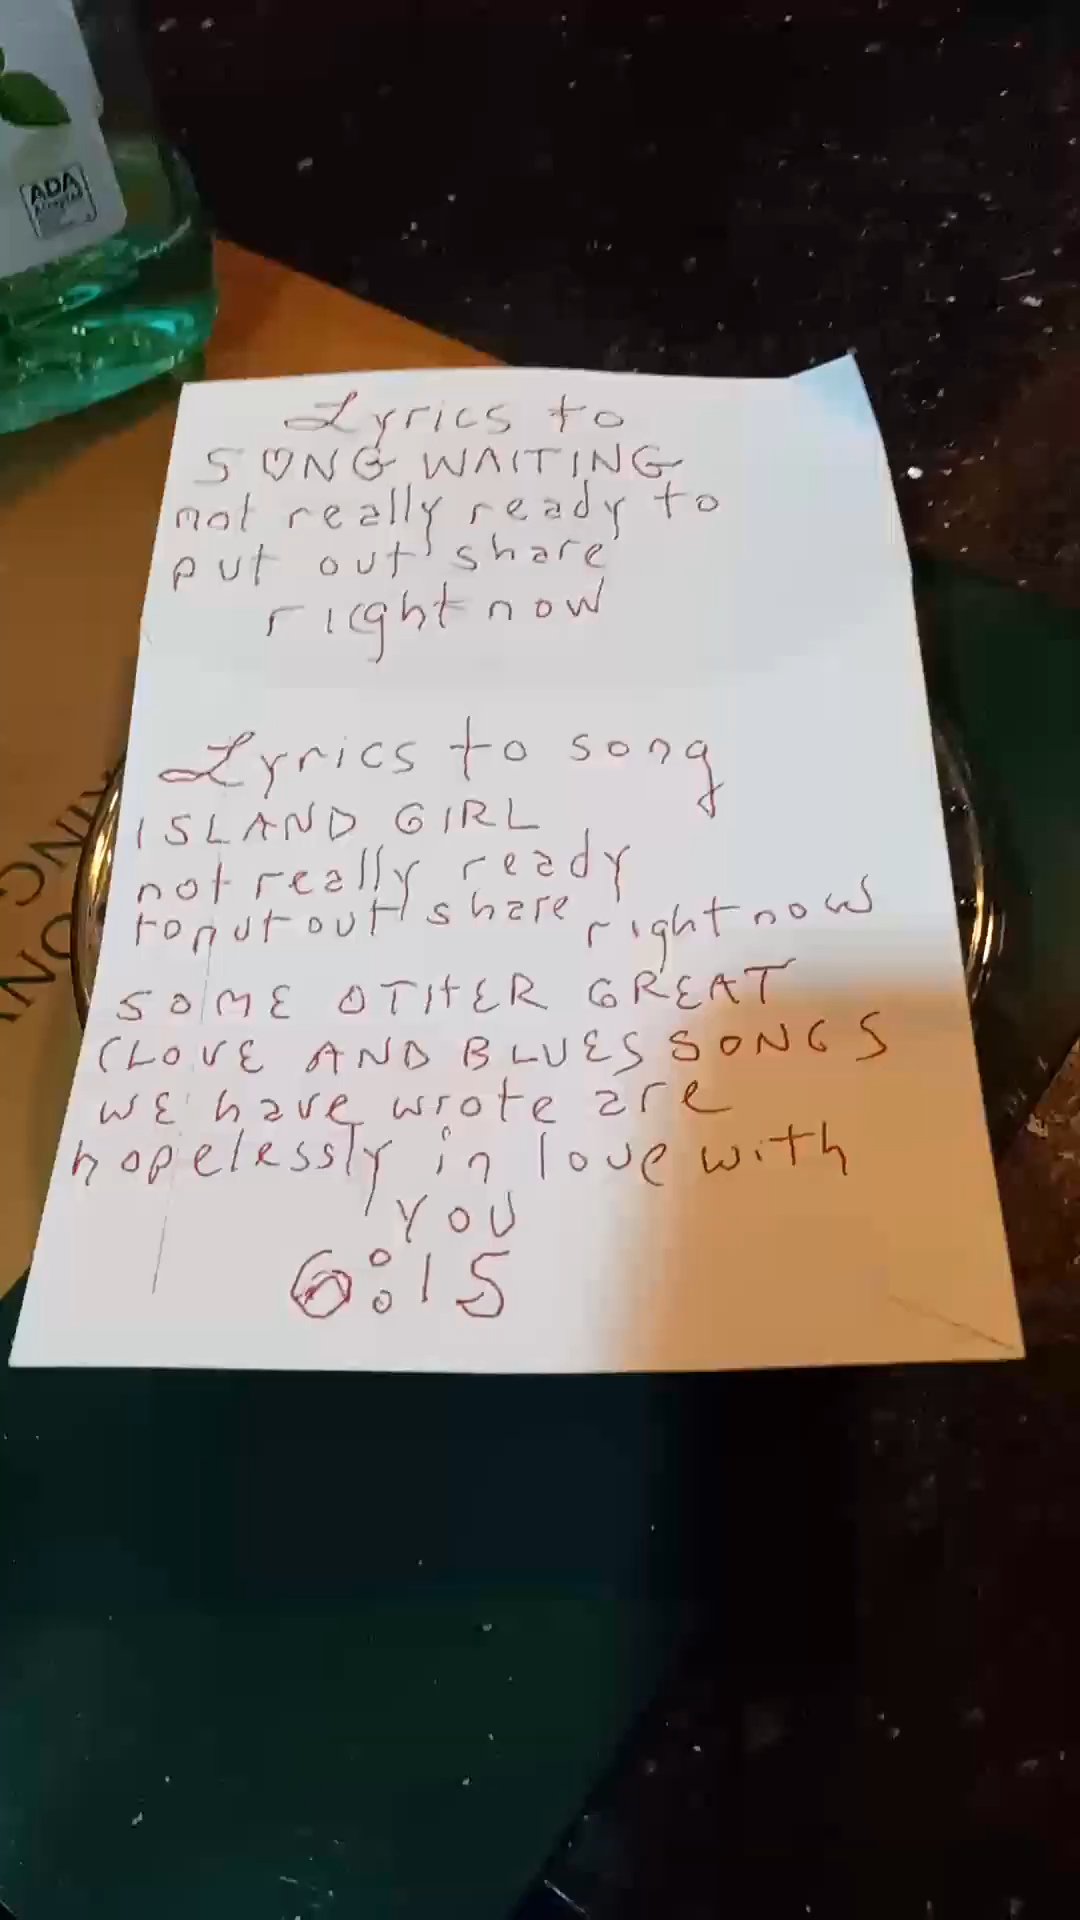 ADA
Accepted
Lyrics to
SONG WAITING
not really ready to
put out share
right now
Lyrics to song
ISLAND GIRL
not really ready
to put out share right now
SOME OTHER GREAT
(LOVE AND BLUES SONGS
WE have wrote are
hopelessly in love with
YOU
6:15